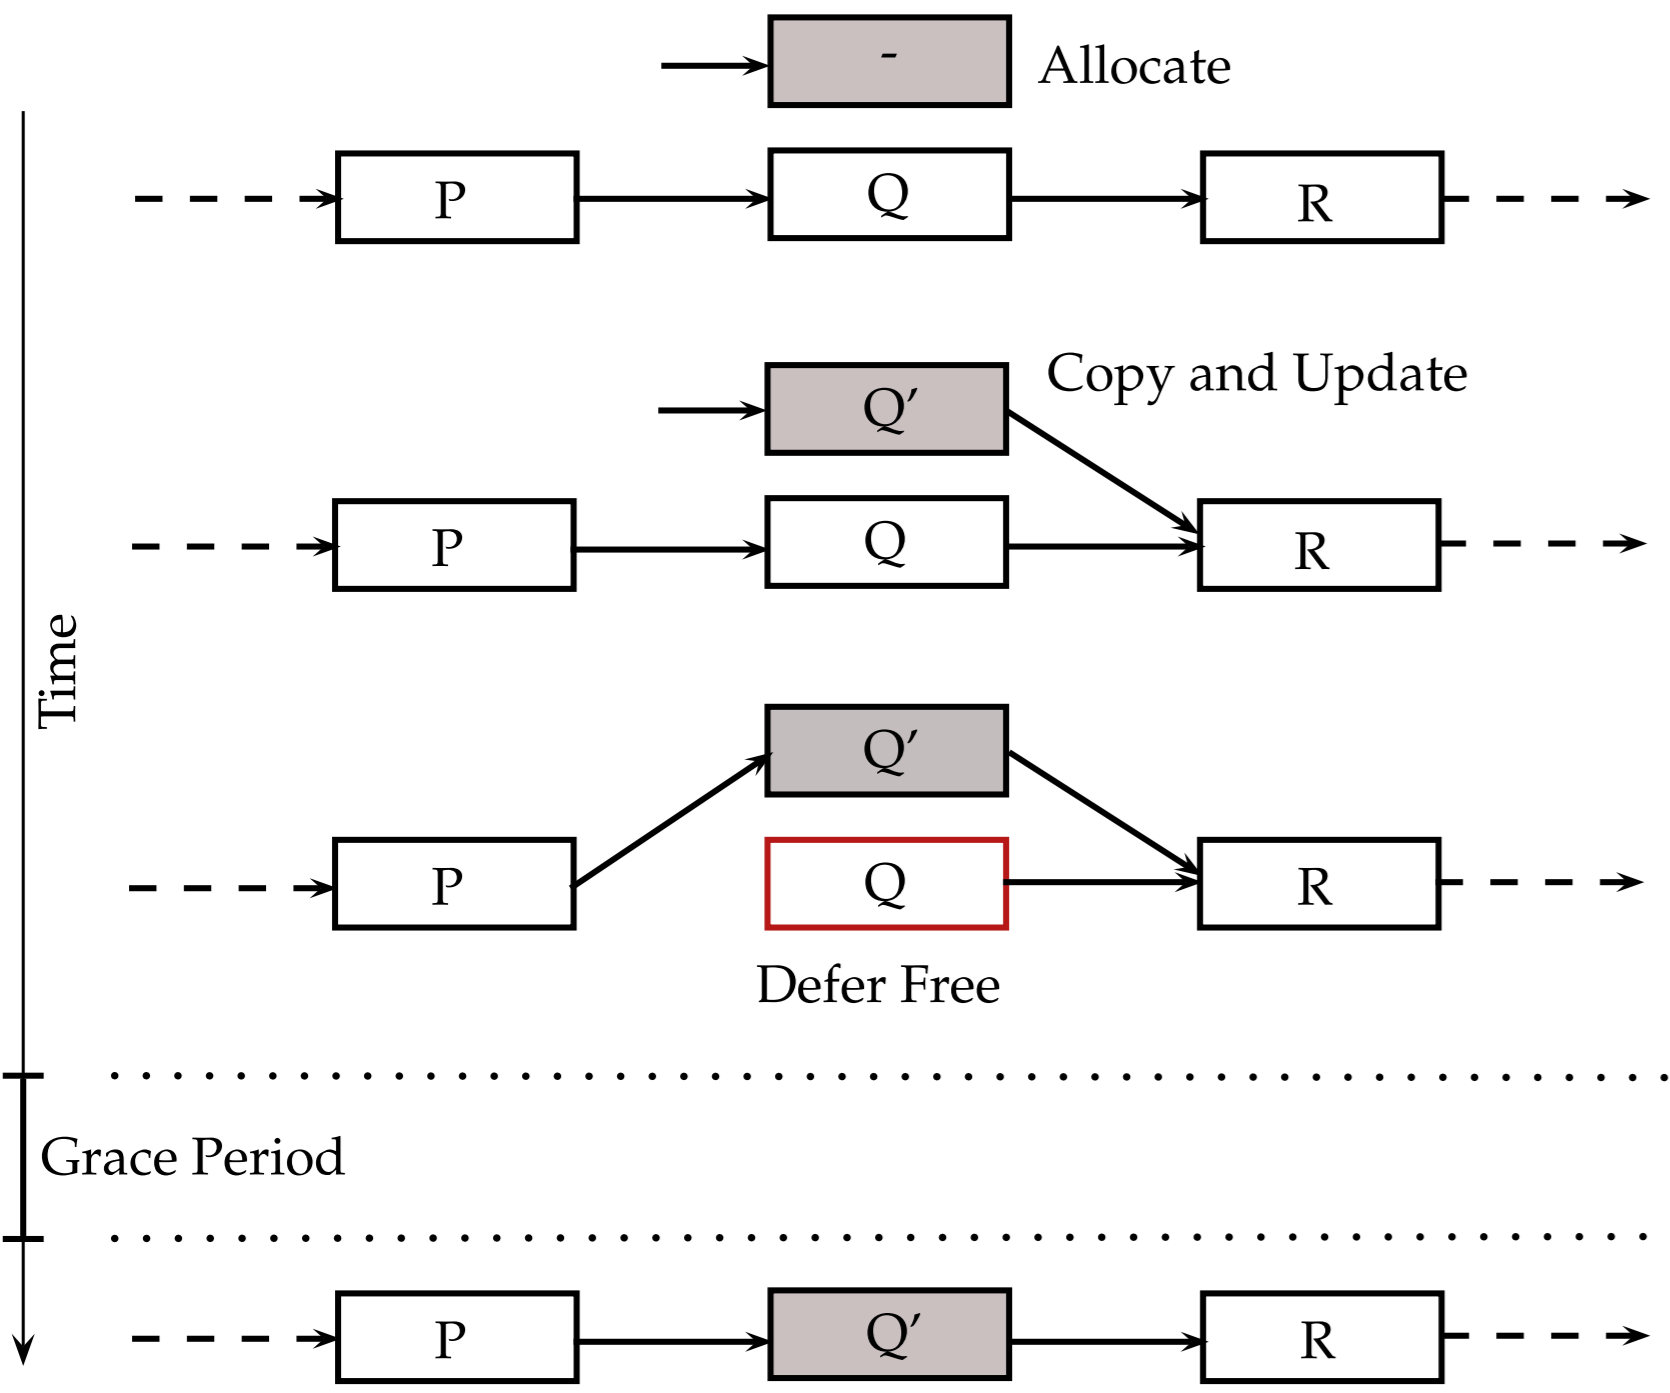 -
Allocate
P
Q
R
Q’
Copy and Update
P
Q
R
Time
Q’
P
Q
R
Defer Free
Grace Period
P
Q’
R